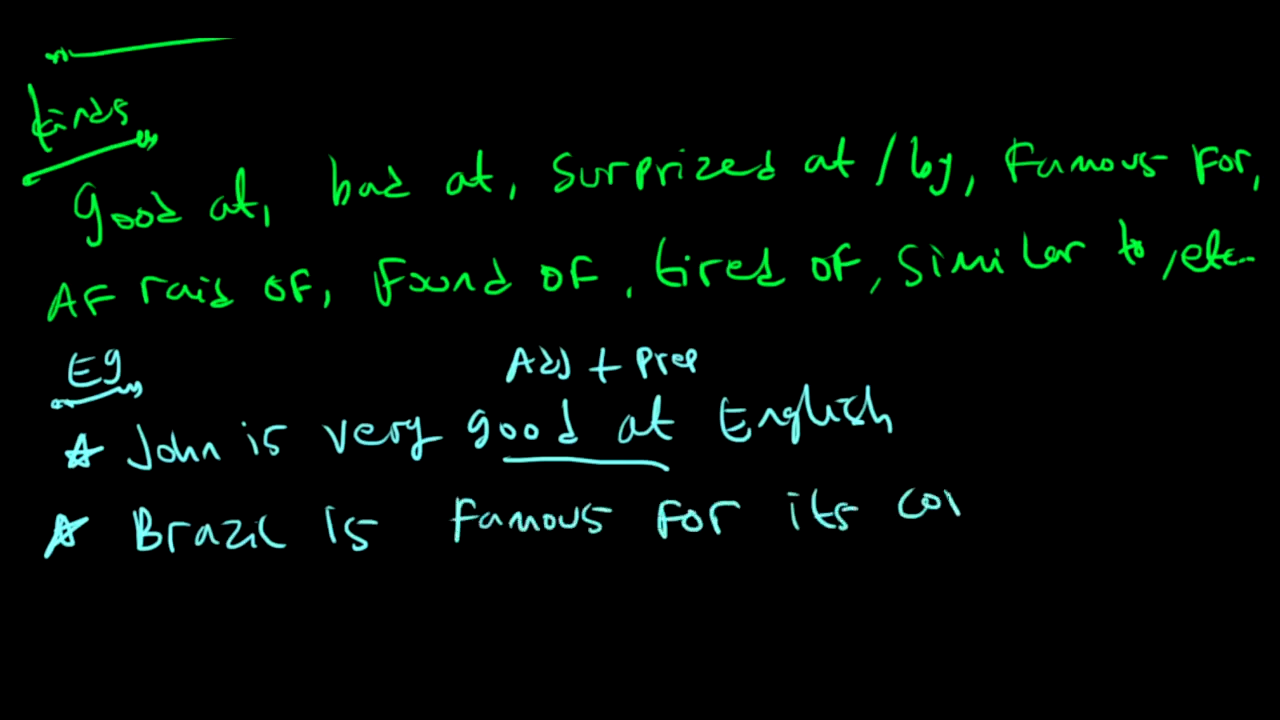 kinds
good at, bad at, Surprized at / by, Famous For,
AFraid oF, Found oF, tired oF, Similar to, etc..
Eg
Adj + Prep
☆ John is very good at English
☆ Brazil is Famous For its